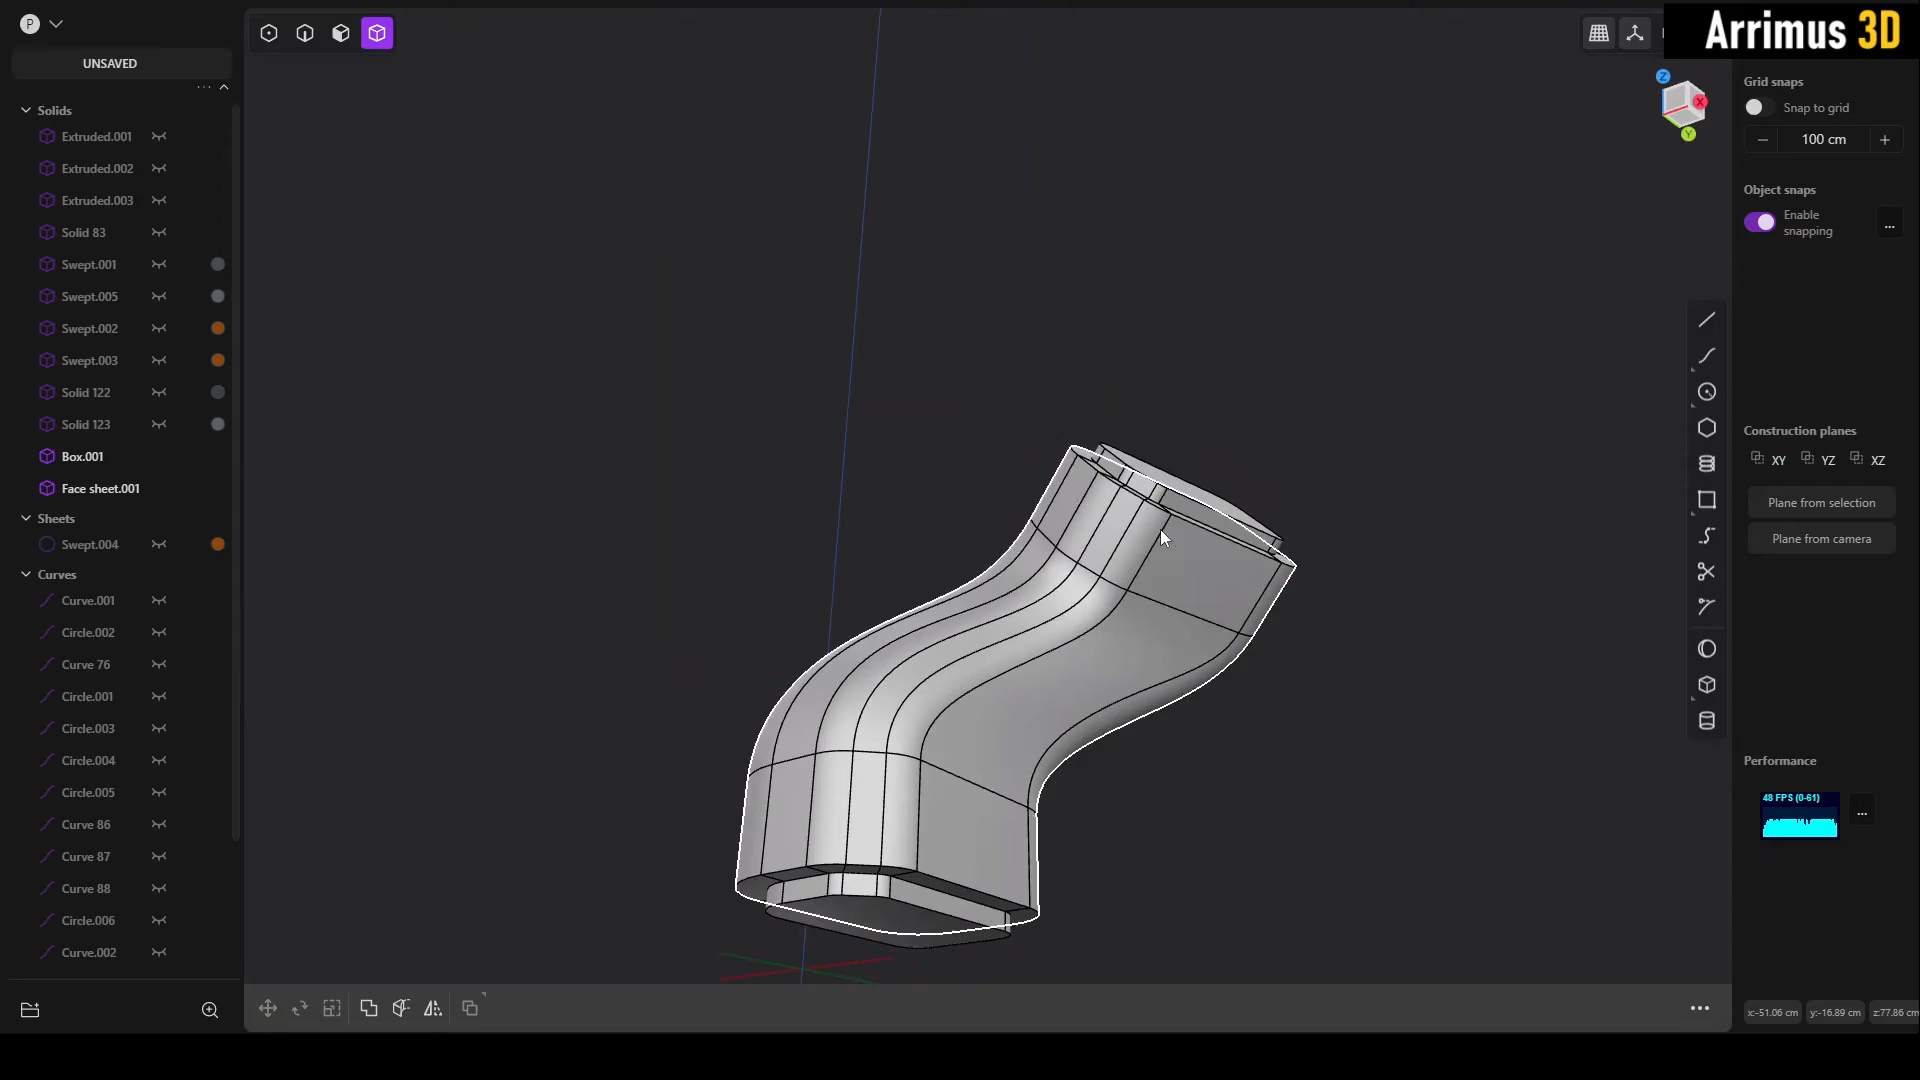 P
UNSAVED
Solids
Extruded.001
Extruded.002
Extruded.003
Solid 83
Swept.001
Swept.005
Swept.002
Swept.003
Solid 122
Solid 123
Box.001
Face sheet.001
Sheets
Swept.004
Curves
Curve.001
Circle.002
Curve 76
Circle.001
Circle.003
Circle.004
Circle.005
Curve 86
Curve 87
Curve 88
Circle.006
Curve.002
Arrimus 3D
Z
X
Y
Grid snaps
Snap to grid
100 cm
Object snaps
Enable
snapping
...
Construction planes
XY YZ XZ
Plane from selection
Plane from camera
Performance
48 FPS (0-61)
...
x:-51.06 cm y:-16.89 cm z:77.86 cm